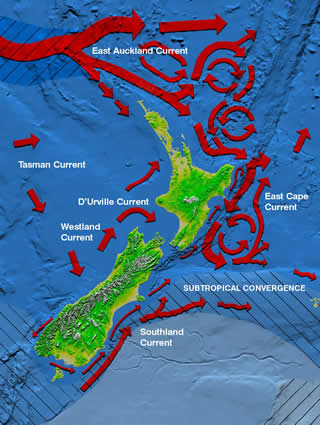 East Auckland Current
Tasman Current
D'Urville Current
East Cape
Current
Westland
Current
SUBTROPICAL CONVERGENCE
Southland
Current